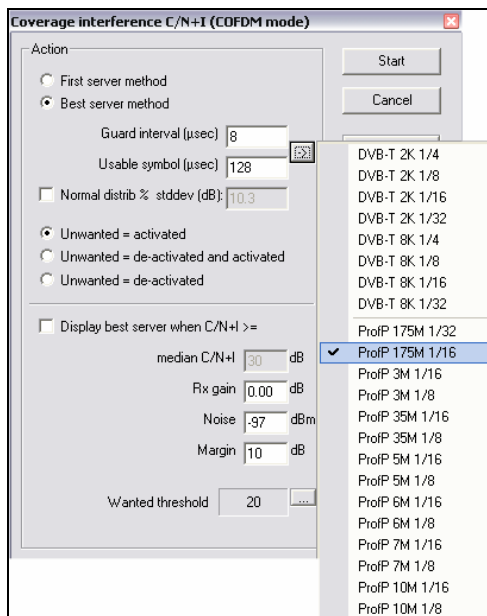 Coverage interference C/N+I (COFDM mode)
Action
First server method
Best server method
Guard interval (µsec) 8
Usable symbol (µsec) 128
Normal distrib % stddev (dB): 10.3
Unwanted = activated
Unwanted = de-activated and activated
Unwanted = de-activated
Display best server when C/N+I >=
median C/N+I 30 dB
Rx gain 0.00 dB
Noise -97 dBm
Margin 10 dB
Wanted threshold 20 ...
Start
Cancel
->
DVB-T 2K 1/4
DVB-T 2K 1/8
DVB-T 2K 1/16
DVB-T 2K 1/32
DVB-T 8K 1/4
DVB-T 8K 1/8
DVB-T 8K 1/16
DVB-T 8K 1/32
ProfP 175M 1/32
ProfP 175M 1/16
ProfP 3M 1/16
ProfP 3M 1/8
ProfP 35M 1/16
ProfP 35M 1/8
ProfP 5M 1/16
ProfP 5M 1/8
ProfP 6M 1/16
ProfP 6M 1/8
ProfP 7M 1/16
ProfP 7M 1/8
ProfP 10M 1/16
ProfP 10M 1/8